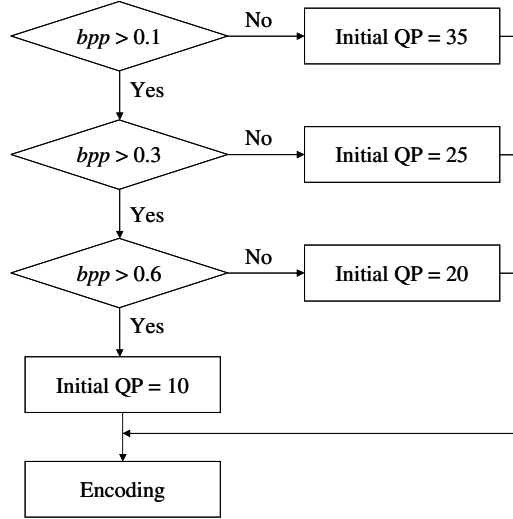 bpp > 0.1
No
Initial QP = 35
Yes
bpp > 0.3
No
Initial QP = 25
Yes
bpp > 0.6
No
Initial QP = 20
Yes
Initial QP = 10
Encoding